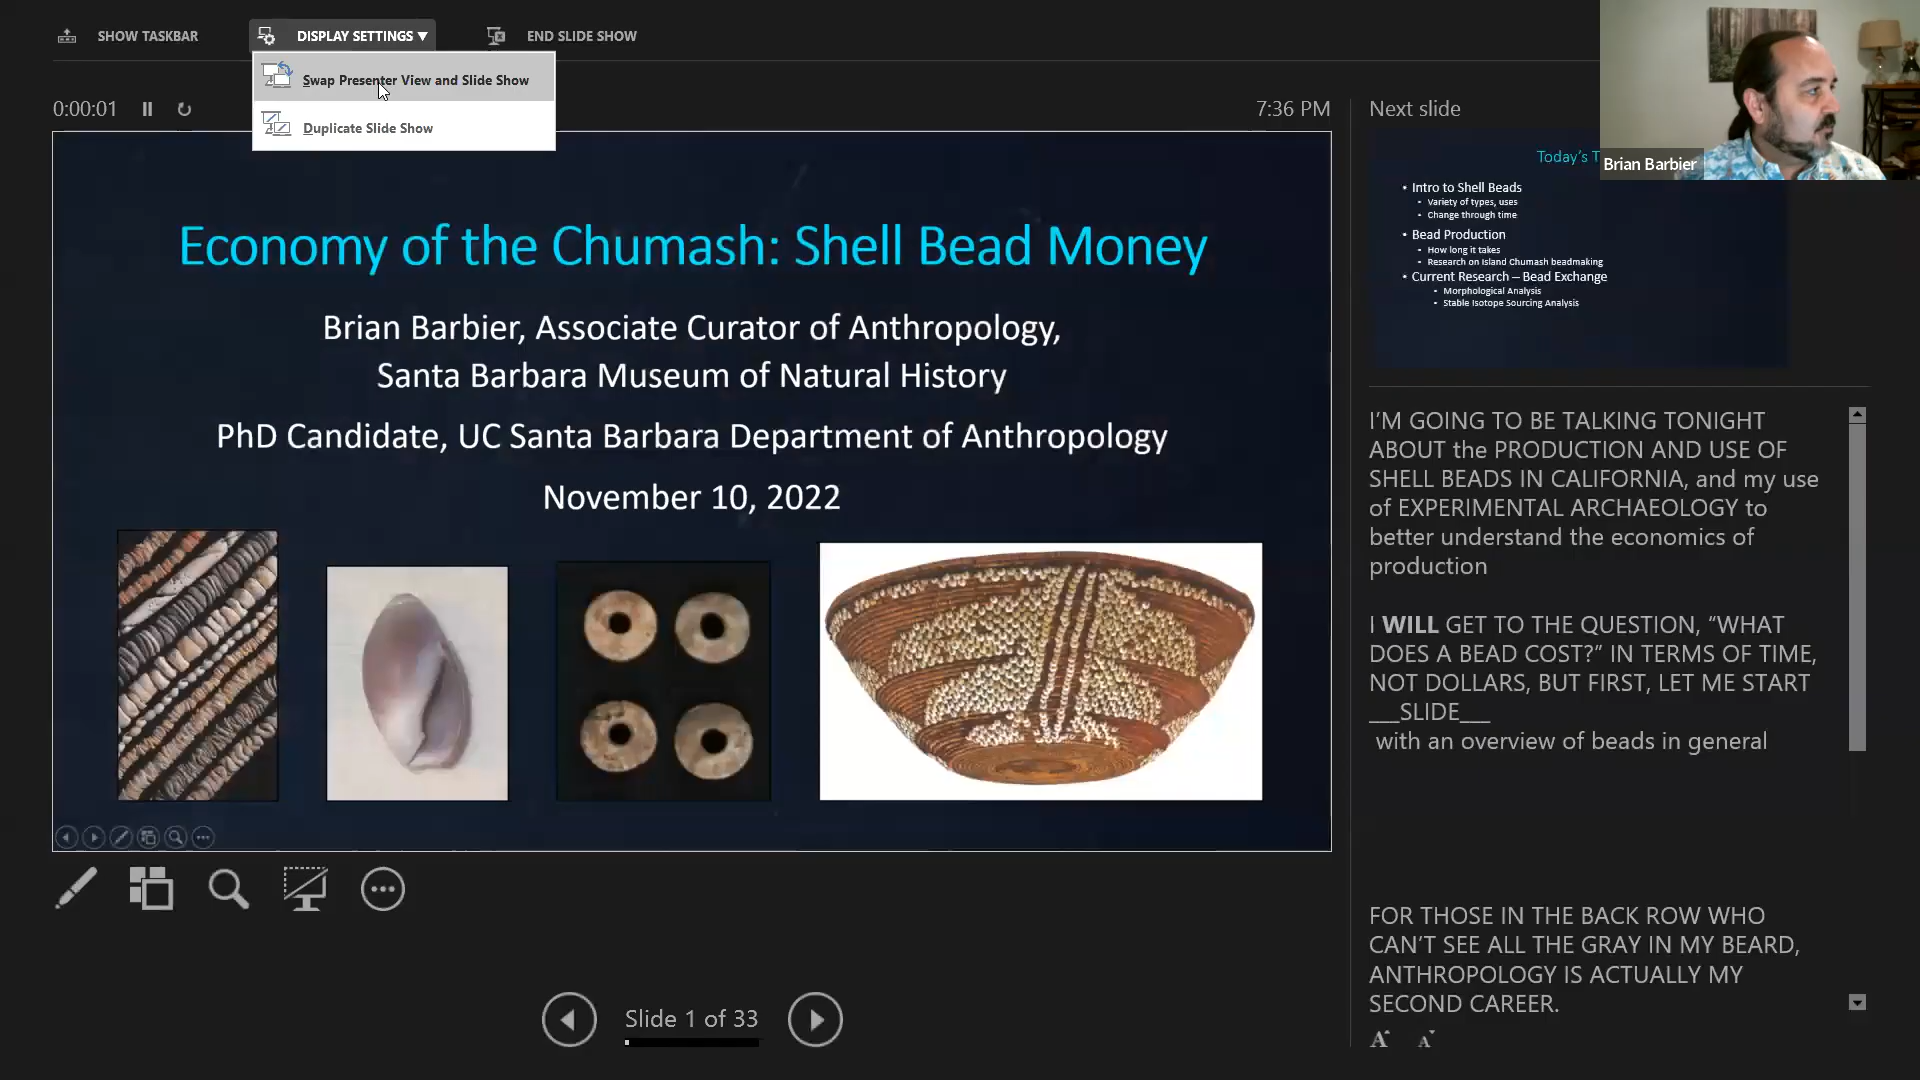 SHOW TASKBAR
DISPLAY SETTINGS ▼
END SLIDE SHOW
Swap Presenter View and Slide Show
Duplicate Slide Show
0:00:01
7:36 PM
Economy of the Chumash: Shell Bead Money
Brian Barbier, Associate Curator of Anthropology,
Santa Barbara Museum of Natural History
PhD Candidate, UC Santa Barbara Department of Anthropology
November 10, 2022
Slide 1 of 33
Next slide
Brian Barbier
Today's T
• Intro to Shell Beads
• Variety of types, uses
• Change through time
• Bead Production
• How long it takes
• Research on Island Chumash beadmaking
• Current Research – Bead Exchange
• Morphological Analysis
• Stable Isotope Sourcing Analysis
I'M GOING TO BE TALKING TONIGHT
ABOUT the PRODUCTION AND USE OF
SHELL BEADS IN CALIFORNIA, and my use
of EXPERIMENTAL ARCHAEOLOGY to
better understand the economics of
production
I WILL GET TO THE QUESTION, “WHAT
DOES A BEAD COST?” IN TERMS OF TIME,
NOT DOLLARS, BUT FIRST, LET ME START
___SLIDE___
with an overview of beads in general
FOR THOSE IN THE BACK ROW WHO
CAN'T SEE ALL THE GRAY IN MY BEARD,
ANTHROPOLOGY IS ACTUALLY MY
SECOND CAREER.
A A